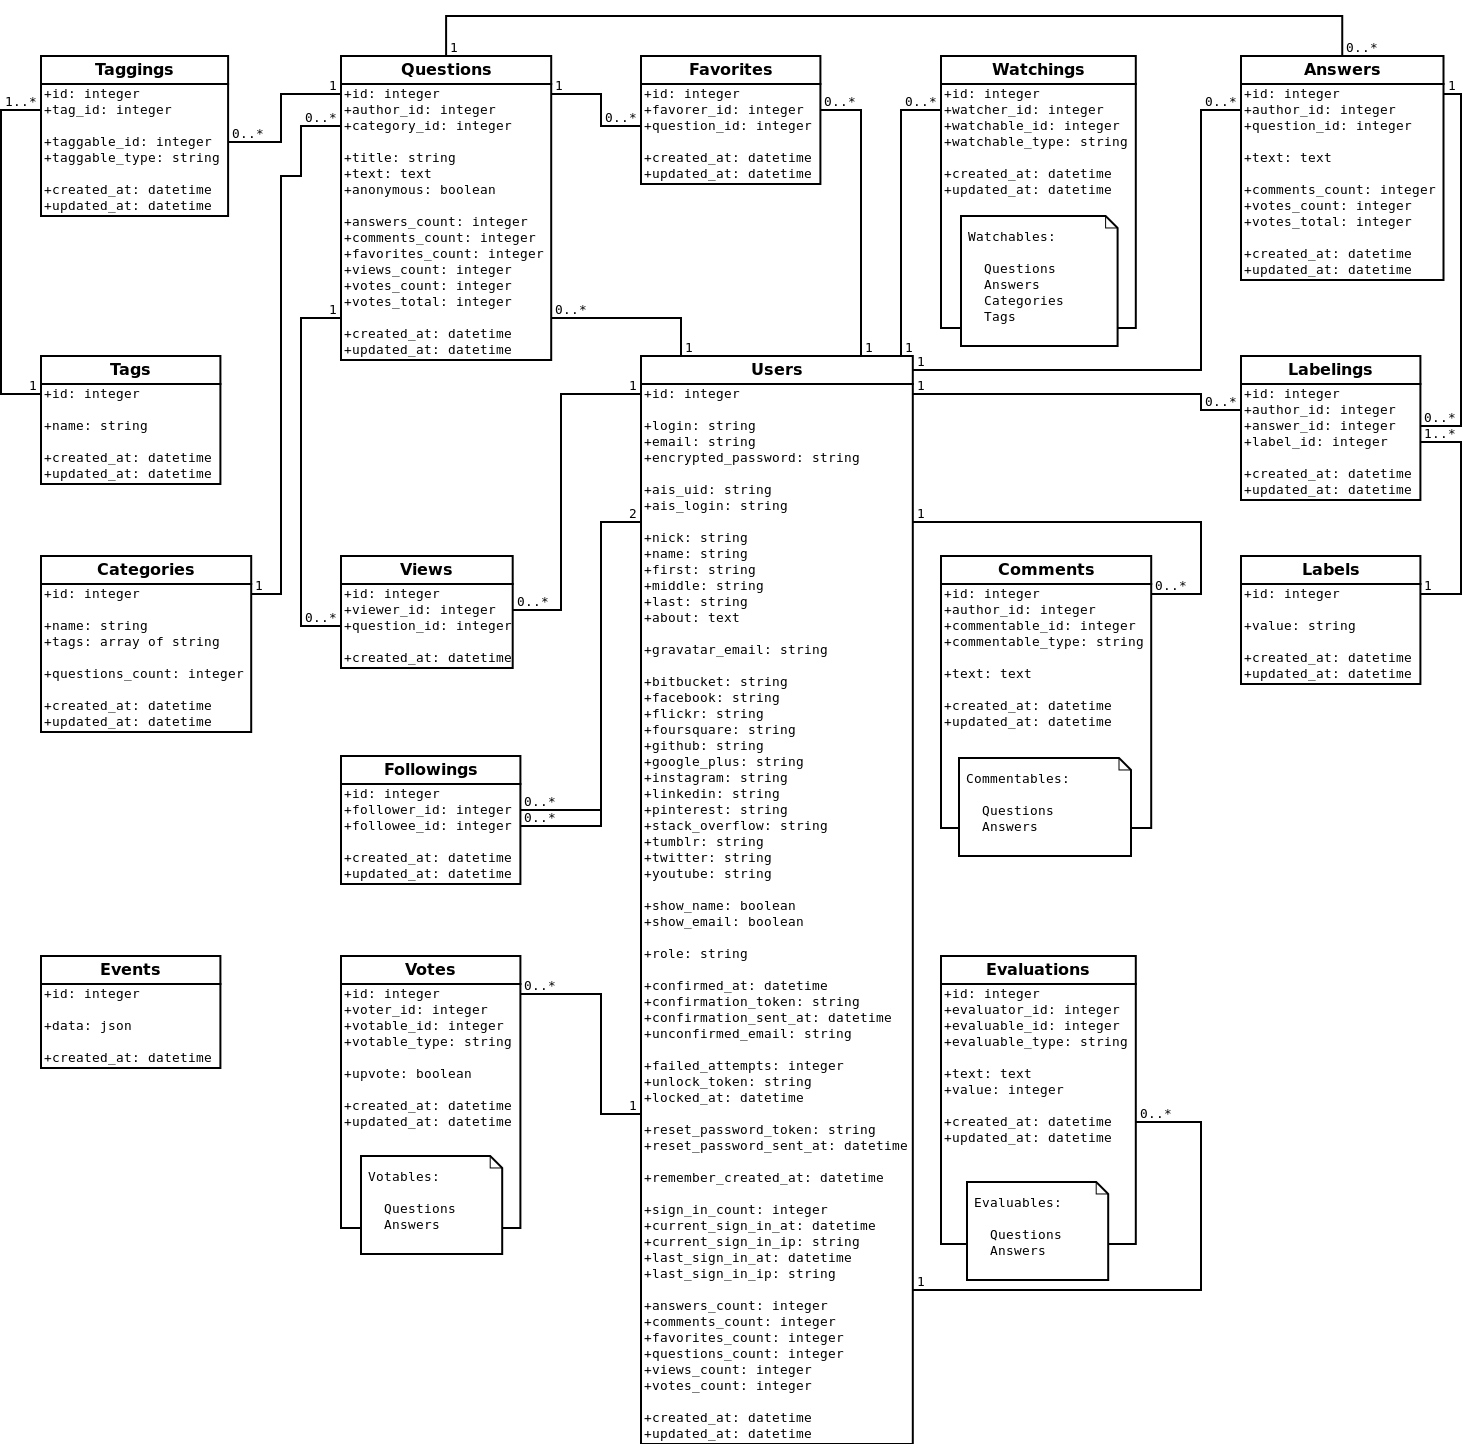 1
0..*
Taggings
+id: integer
+tag_id: integer
+taggable_id: integer
+taggable_type: string
+created_at: datetime
+updated_at: datetime
1..*
0..*
Questions
+id: integer
+author_id: integer
+category_id: integer
+title: string
+text: text
+anonymous: boolean
+answers_count: integer
+comments_count: integer
+favorites_count: integer
+views_count: integer
+votes_count: integer
+votes_total: integer
+created_at: datetime
+updated_at: datetime
1
0..*
1
1
0..*
Favorites
+id: integer
+favorer_id: integer
+question_id: integer
+created_at: datetime
+updated_at: datetime
0..*
0..*
Watchings
+id: integer
+watcher_id: integer
+watchable_id: integer
+watchable_type: string
+created_at: datetime
+updated_at: datetime
Watchables:
Questions
Answers
Categories
Tags
0..*
Answers
+id: integer
+author_id: integer
+question_id: integer
+text: text
+comments_count: integer
+votes_count: integer
+votes_total: integer
+created_at: datetime
+updated_at: datetime
0..*
1
Tags
+id: integer
+name: string
+created_at: datetime
+updated_at: datetime
1
Users
+id: integer
+login: string
+email: string
+encrypted_password: string
+ais_uid: string
+ais_login: string
+nick: string
+name: string
+first: string
+middle: string
+last: string
+about: text
+gravatar_email: string
+bitbucket: string
+facebook: string
+flickr: string
+foursquare: string
+github: string
+google_plus: string
+instagram: string
+linkedin: string
+pinterest: string
+stack_overflow: string
+tumblr: string
+twitter: string
+youtube: string
+show_name: boolean
+show_email: boolean
+role: string
+confirmed_at: datetime
+confirmation_token: string
+confirmation_sent_at: datetime
+unconfirmed_email: string
+failed_attempts: integer
+unlock_token: string
+locked_at: datetime
+reset_password_token: string
+reset_password_sent_at: datetime
+remember_created_at: datetime
+sign_in_count: integer
+current_sign_in_at: datetime
+current_sign_in_ip: string
+last_sign_in_at: datetime
+last_sign_in_ip: string
+answers_count: integer
+comments_count: integer
+favorites_count: integer
+questions_count: integer
+views_count: integer
+votes_count: integer
+created_at: datetime
+updated_at: datetime
1
1
1
1
1
1
2
1
1
1
Labelings
+id: integer
+author_id: integer
+answer_id: integer
+label_id: integer
+created_at: datetime
+updated_at: datetime
0..*
0..*
1..*
Categories
+id: integer
+name: string
+tags: array of string
+questions_count: integer
+created_at: datetime
+updated_at: datetime
1
Views
+id: integer
+viewer_id: integer
+question_id: integer
+created_at: datetime
0..*
0..*
Comments
+id: integer
+author_id: integer
+commentable_id: integer
+commentable_type: string
+text: text
+created_at: datetime
+updated_at: datetime
Commentables:
Questions
Answers
0..*
Labels
+id: integer
+value: string
+created_at: datetime
+updated_at: datetime
1
Followings
+id: integer
+follower_id: integer
+followee_id: integer
+created_at: datetime
+updated_at: datetime
0..*
0..*
Events
+id: integer
+data: json
+created_at: datetime
Votes
+id: integer
+voter_id: integer
+votable_id: integer
+votable_type: string
+upvote: boolean
+created_at: datetime
+updated_at: datetime
Votables:
Questions
Answers
0..*
Evaluations
+id: integer
+evaluator_id: integer
+evaluable_id: integer
+evaluable_type: string
+text: text
+value: integer
+created_at: datetime
+updated_at: datetime
Evaluables:
Questions
Answers
0..*